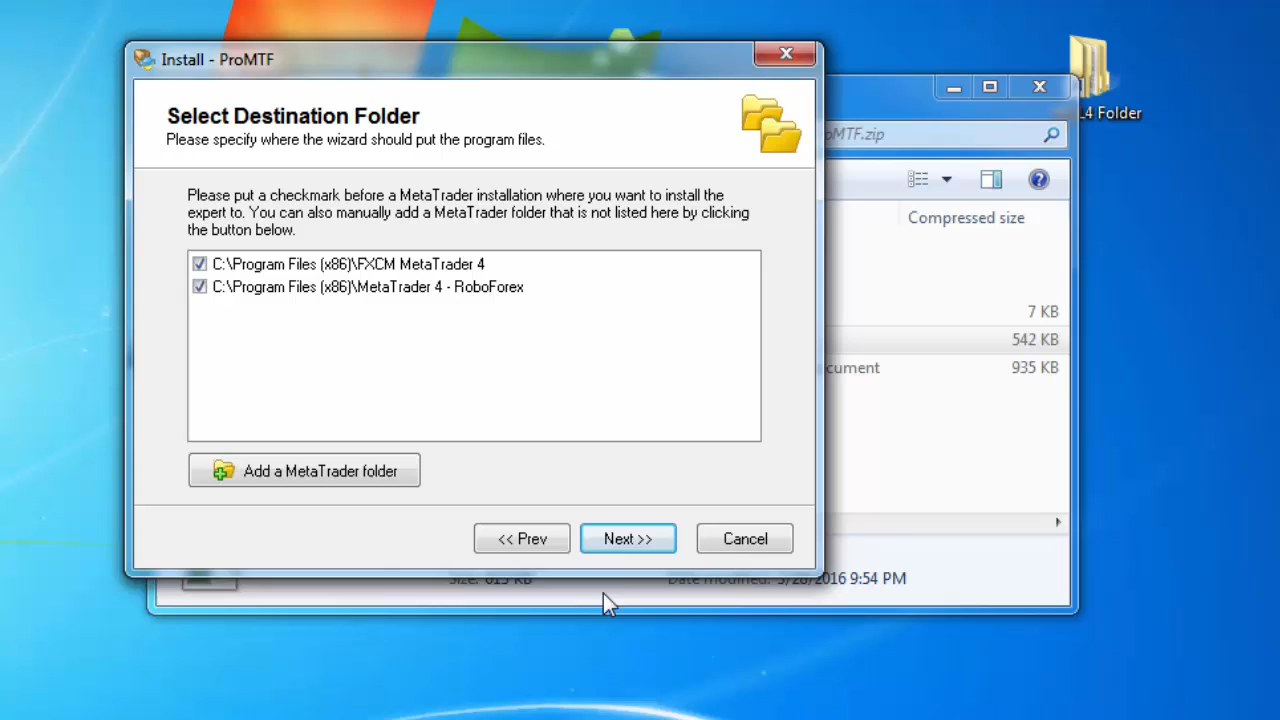 Install - ProMTF
Select Destination Folder
Please specify where the wizard should put the program files.
Please put a checkmark before a MetaTrader installation where you want to install the
expert to. You can also manually add a MetaTrader folder that is not listed here by clicking
the button below.
C:\Program Files (x86)\FXCM MetaTrader 4
C:\Program Files (x86)\MetaTrader 4 - RoboForex
Add a MetaTrader folder
<< Prev
Next >>
Cancel
MTF.zip
Compressed size
7 KB
542 KB
cument
935 KB
Size: 615 KB
Date modified: 3/28/2016 9:54 PM
L4 Folder